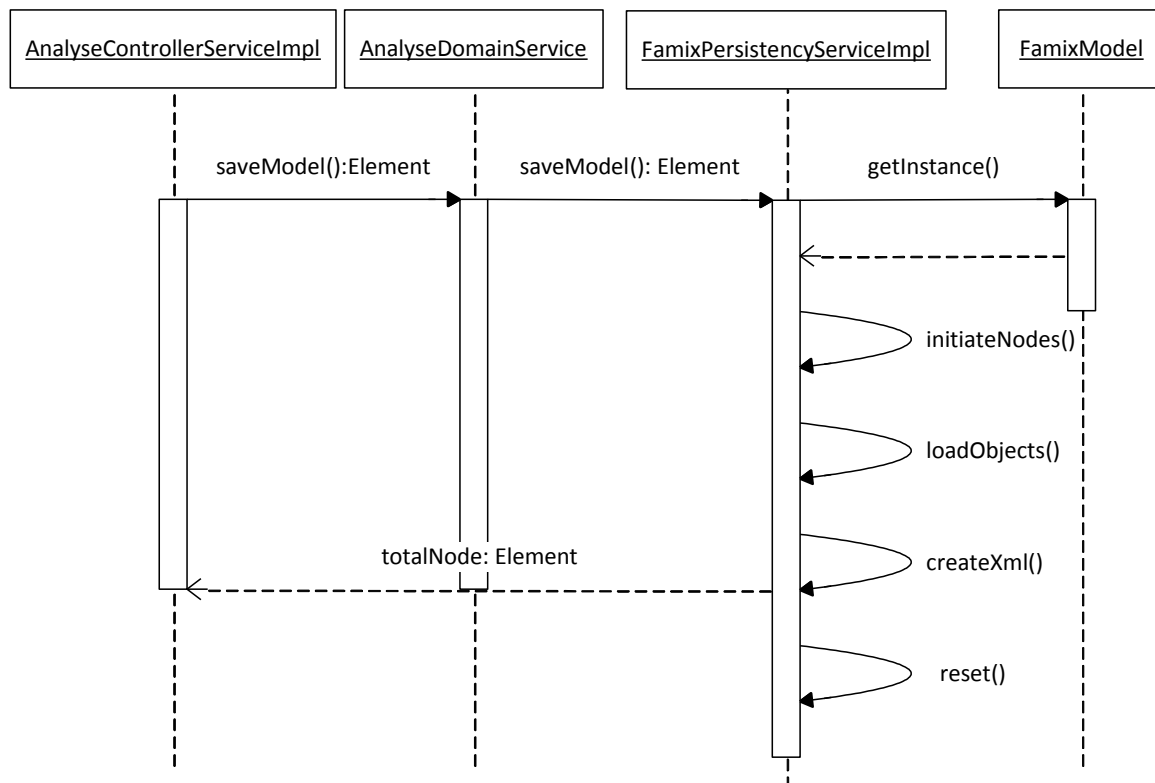 AnalyseControllerServiceImpl
AnalyseDomainService
FamixPersistencyServiceImpl
FamixModel
saveModel():Element
saveModel(): Element
getInstance()
initiateNodes()
loadObjects()
totalNode: Element
createXml()
reset()